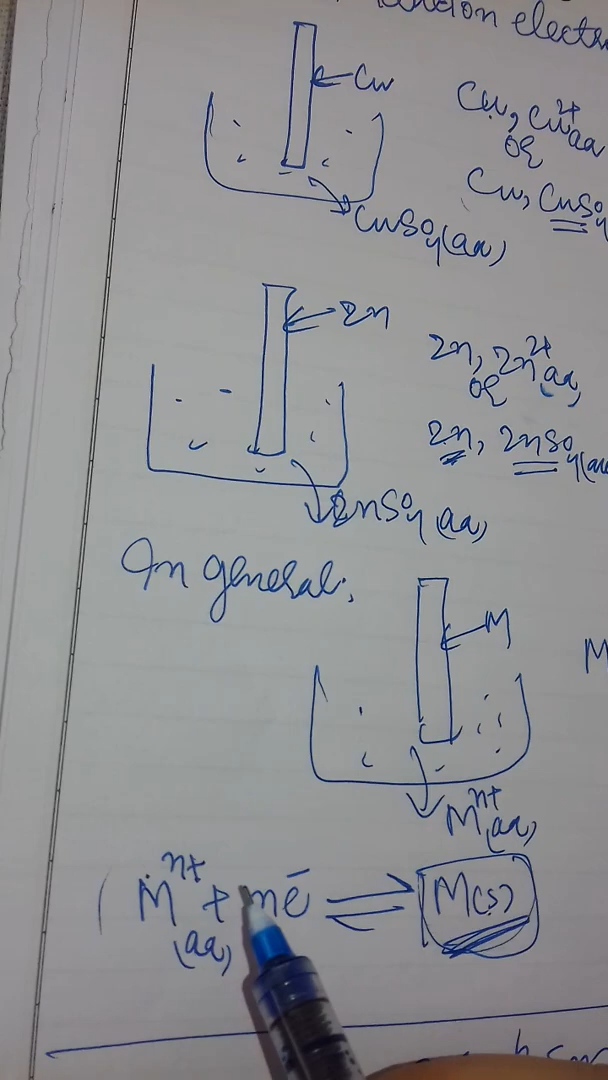 electr
Cu
Cu, Cu²⁺aq
OR
Cu, CuSO₄
CuSO₄(aq)
Zn
Zn, Zn²⁺(aq)
OR
Zn, ZnSO₄(aq
ZnSO₄(aq)
In general,
M
M
Mⁿ⁺(aq)
Mⁿ⁺(aq) + ne⁻ ⇌ M(s)